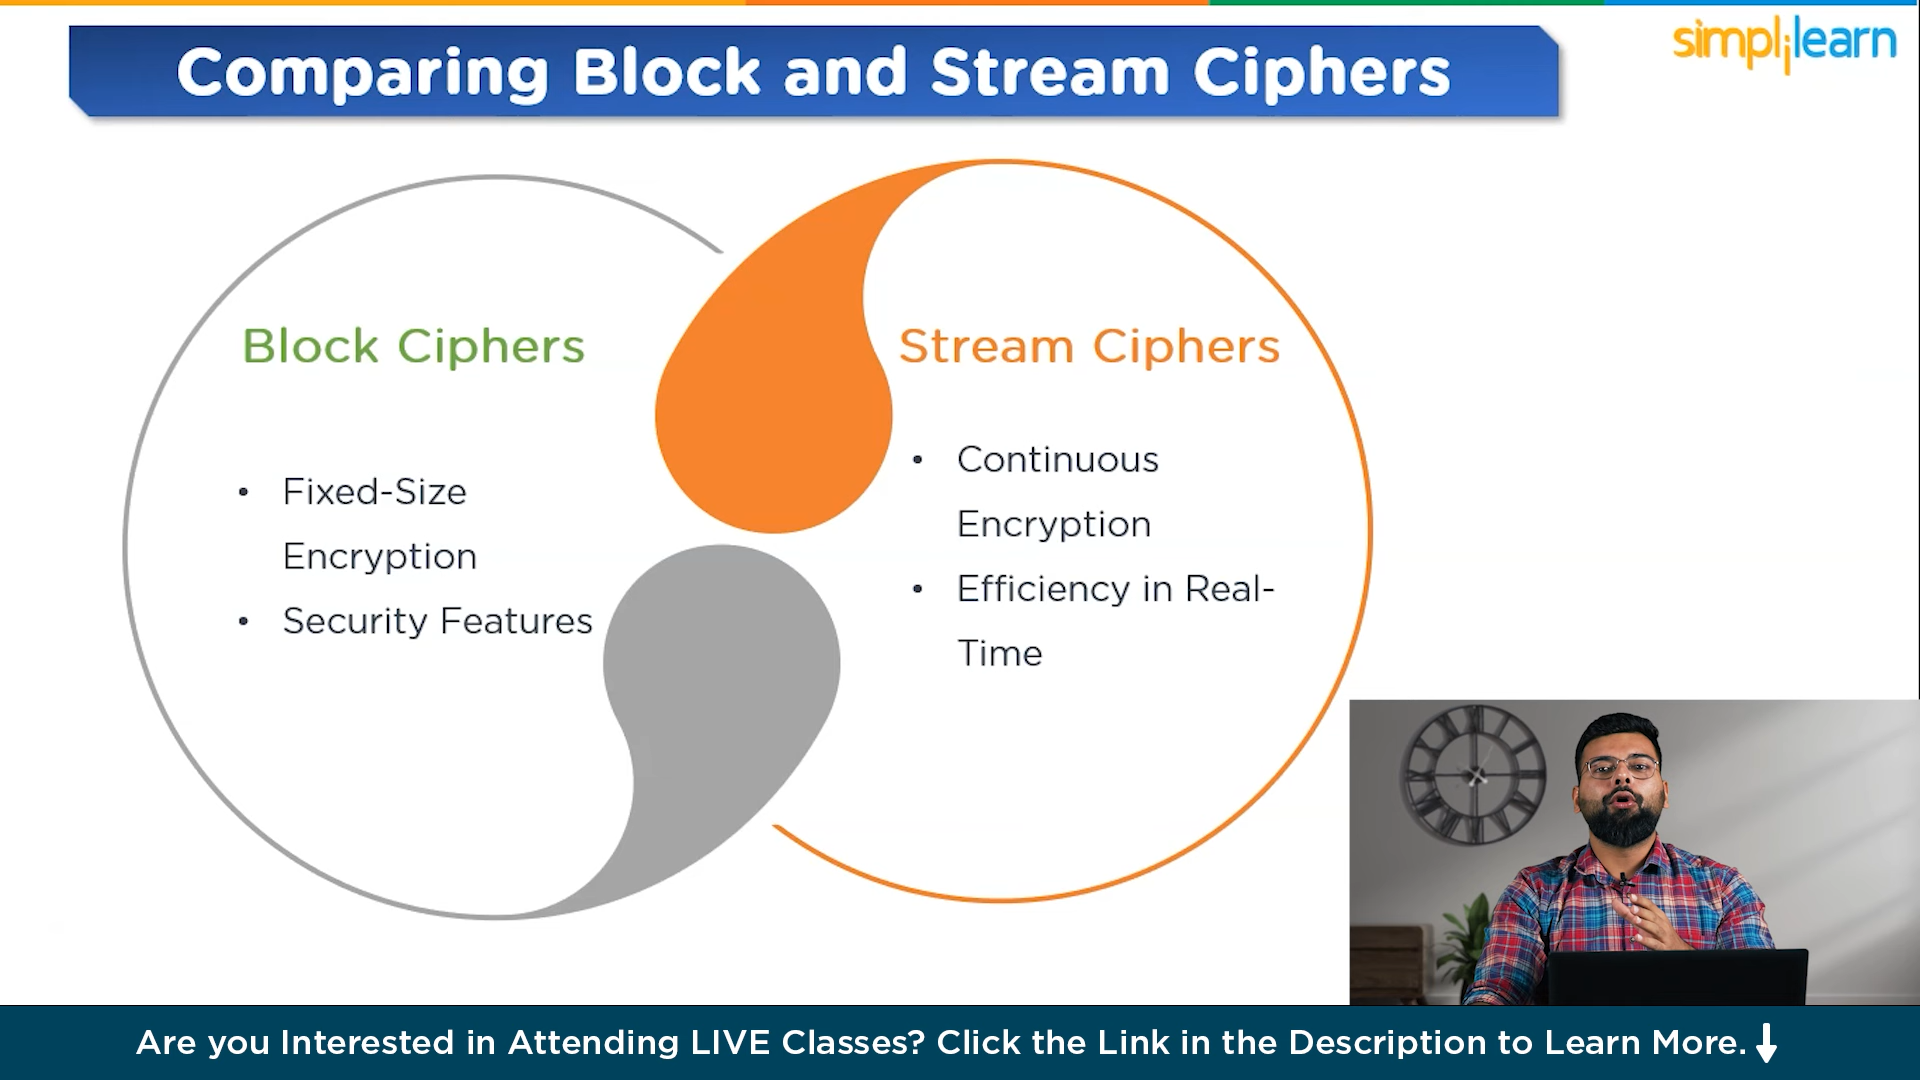 Comparing Block and Stream Ciphers
simplilearn
Block Ciphers
• Fixed-Size
Encryption
• Security Features
Stream Ciphers
• Continuous
Encryption
• Efficiency in Real-
Time
Are you Interested in Attending LIVE Classes? Click the Link in the Description to Learn More.